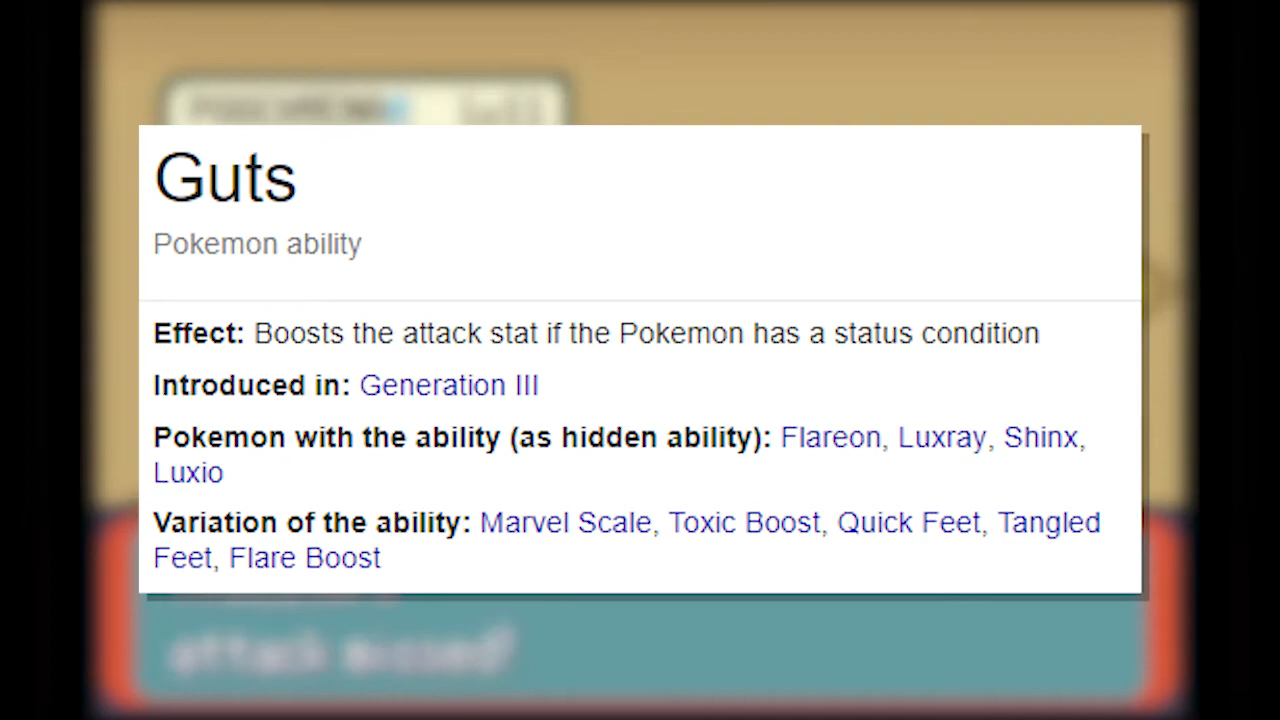 Guts
Pokemon ability
Effect: Boosts the attack stat if the Pokemon has a status condition
Introduced in: Generation III
Pokemon with the ability (as hidden ability): Flareon, Luxray, Shinx,
Luxio
Variation of the ability: Marvel Scale, Toxic Boost, Quick Feet, Tangled
Feet, Flare Boost
attack missed!